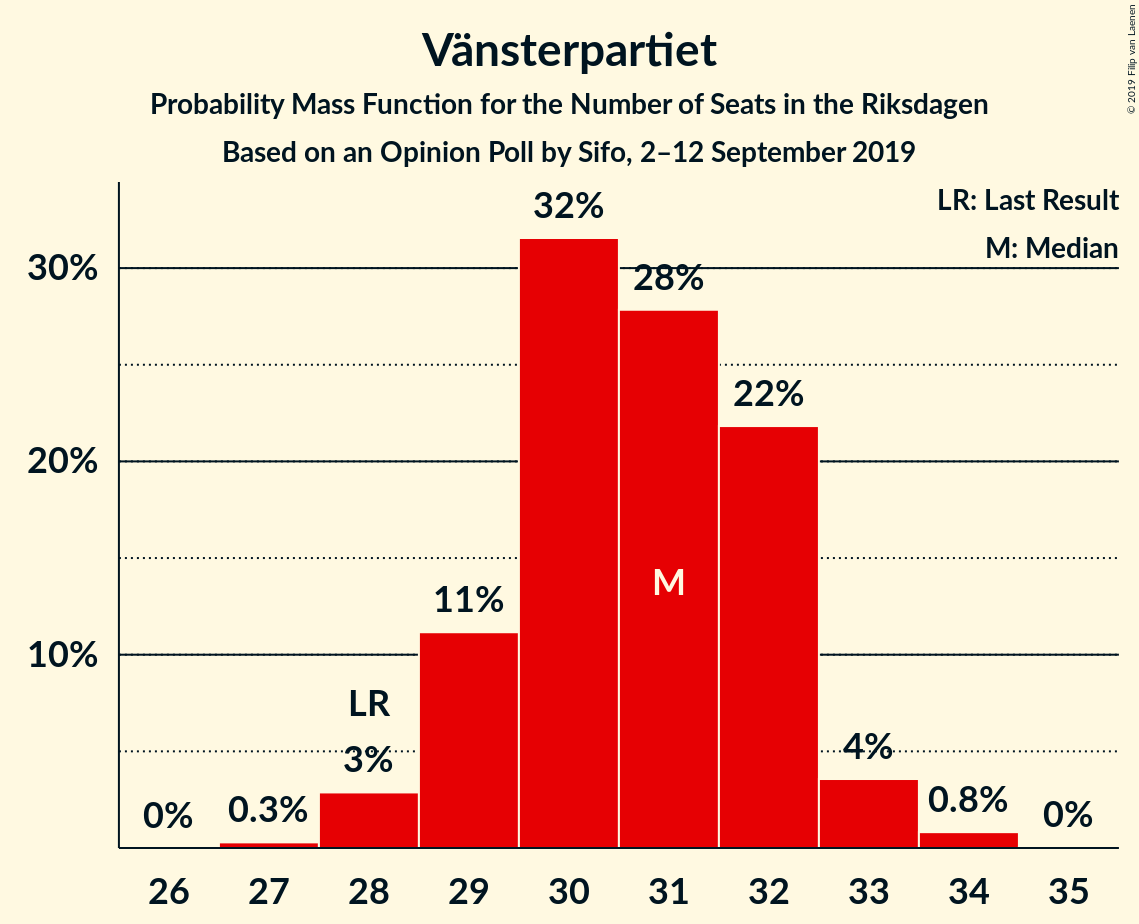 Vänsterpartiet
Probability Mass Function for the Number of Seats in the Riksdagen
Based on an Opinion Poll by Sifo, 2–12 September 2019
© 2019 Filip van Laenen
LR: Last Result
M: Median
30%
20%
10%
0%
0.3%
3%
LR
11%
32%
28%
M
22%
4%
0.8%
0%
26 27 28 29 30 31 32 33 34 35